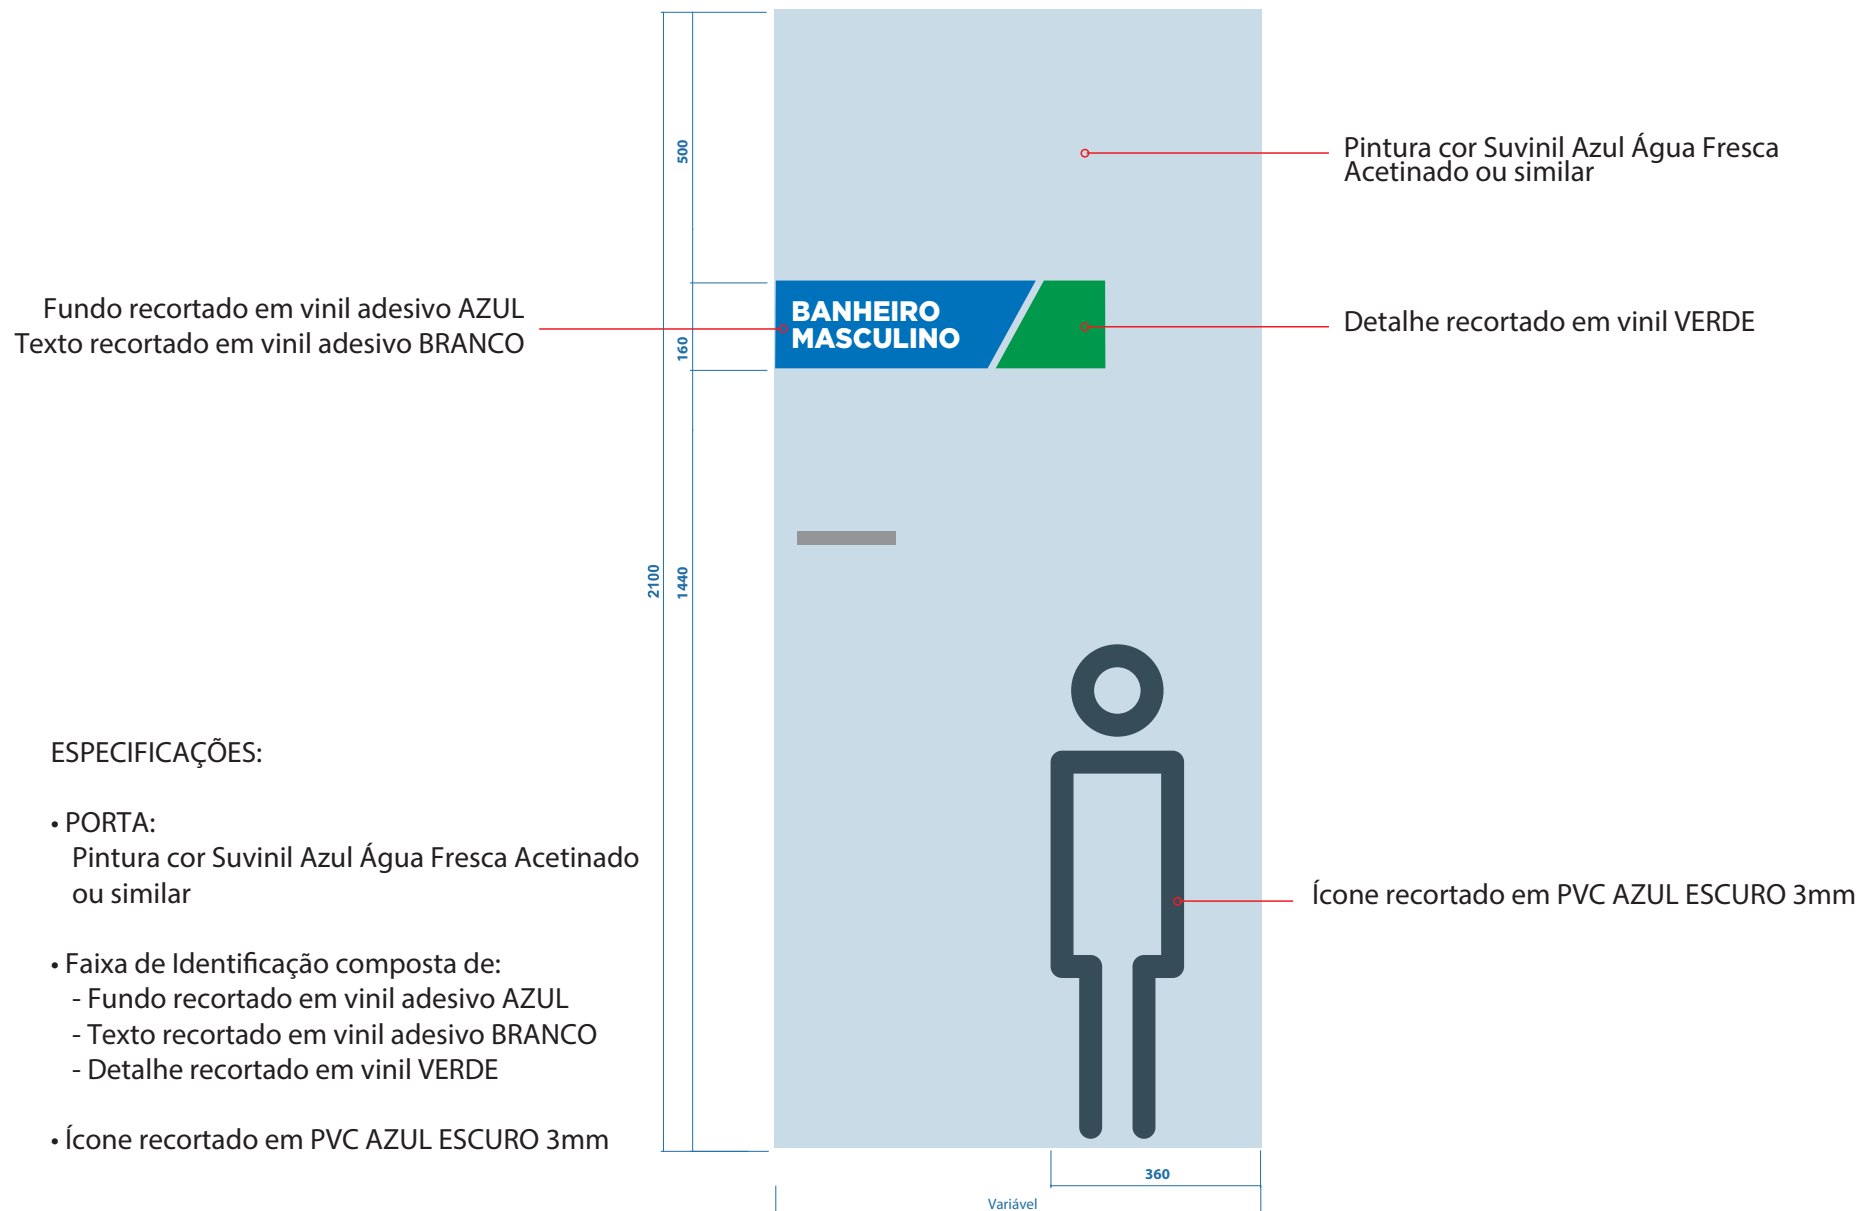 500
Pintura cor Suvinil Azul Água Fresca
Acetinado ou similar
Fundo recortado em vinil adesivo AZUL
Texto recortado em vinil adesivo BRANCO
160
BANHEIRO
MASCULINO
Detalhe recortado em vinil VERDE
2100
1440
ESPECIFICAÇÕES:
• PORTA:
Pintura cor Suvinil Azul Água Fresca Acetinado
ou similar
• Faixa de Identificação composta de:
- Fundo recortado em vinil adesivo AZUL
- Texto recortado em vinil adesivo BRANCO
- Detalhe recortado em vinil VERDE
• Ícone recortado em PVC AZUL ESCURO 3mm
Ícone recortado em PVC AZUL ESCURO 3mm
360
Variável